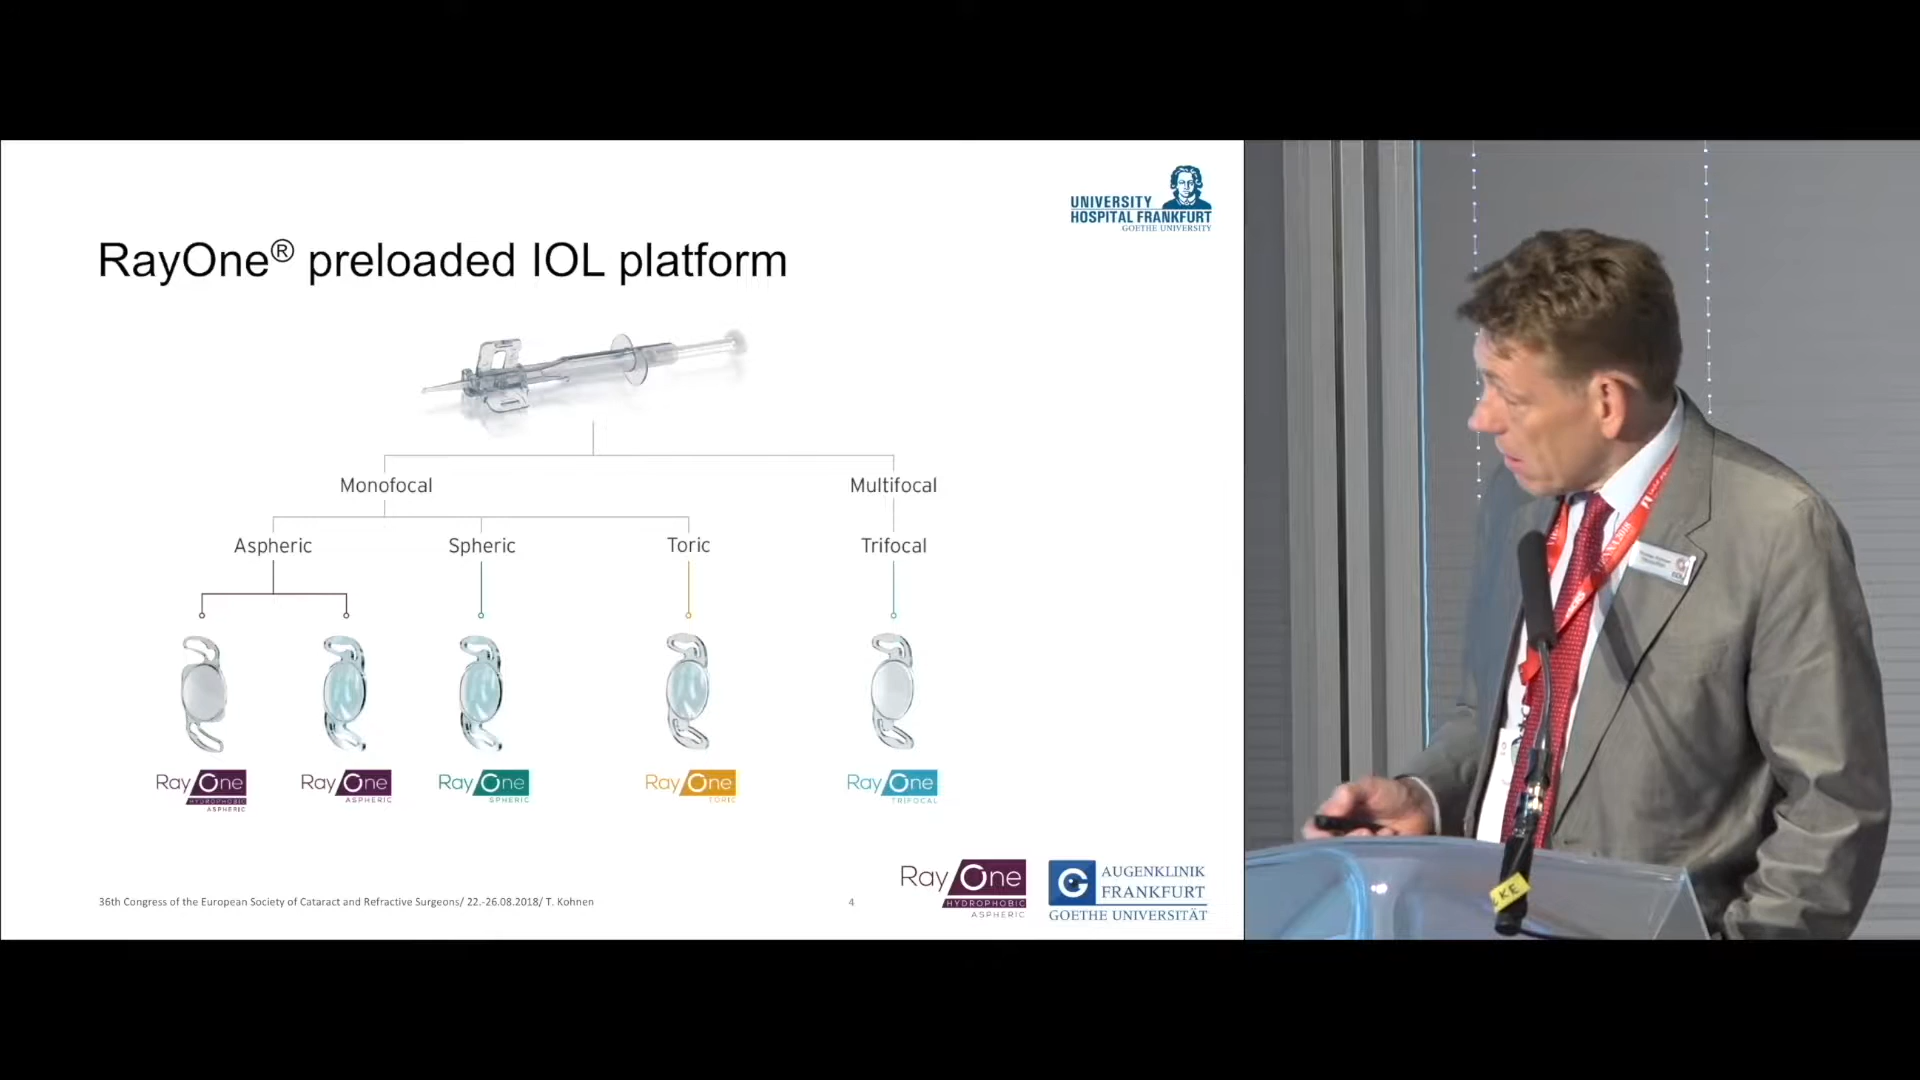 UNIVERSITY
HOSPITAL FRANKFURT
GOETHE UNIVERSITY
RayOne® preloaded IOL platform
Monofocal
Multifocal
Aspheric
Spheric
Toric
Trifocal
RayOne
HYDROPHOBIC
ASPHERIC
RayOne
ASPHERIC
RayOne
SPHERIC
RayOne
TORIC
RayOne
TRIFOCAL
36th Congress of the European Society of Cataract and Refractive Surgeons/ 22.-26.08.2018/ T. Kohnen
4
RayOne
HYDROPHOBIC
ASPHERIC
AUGENKLINIK
FRANKFURT
GOETHE UNIVERSITÄT